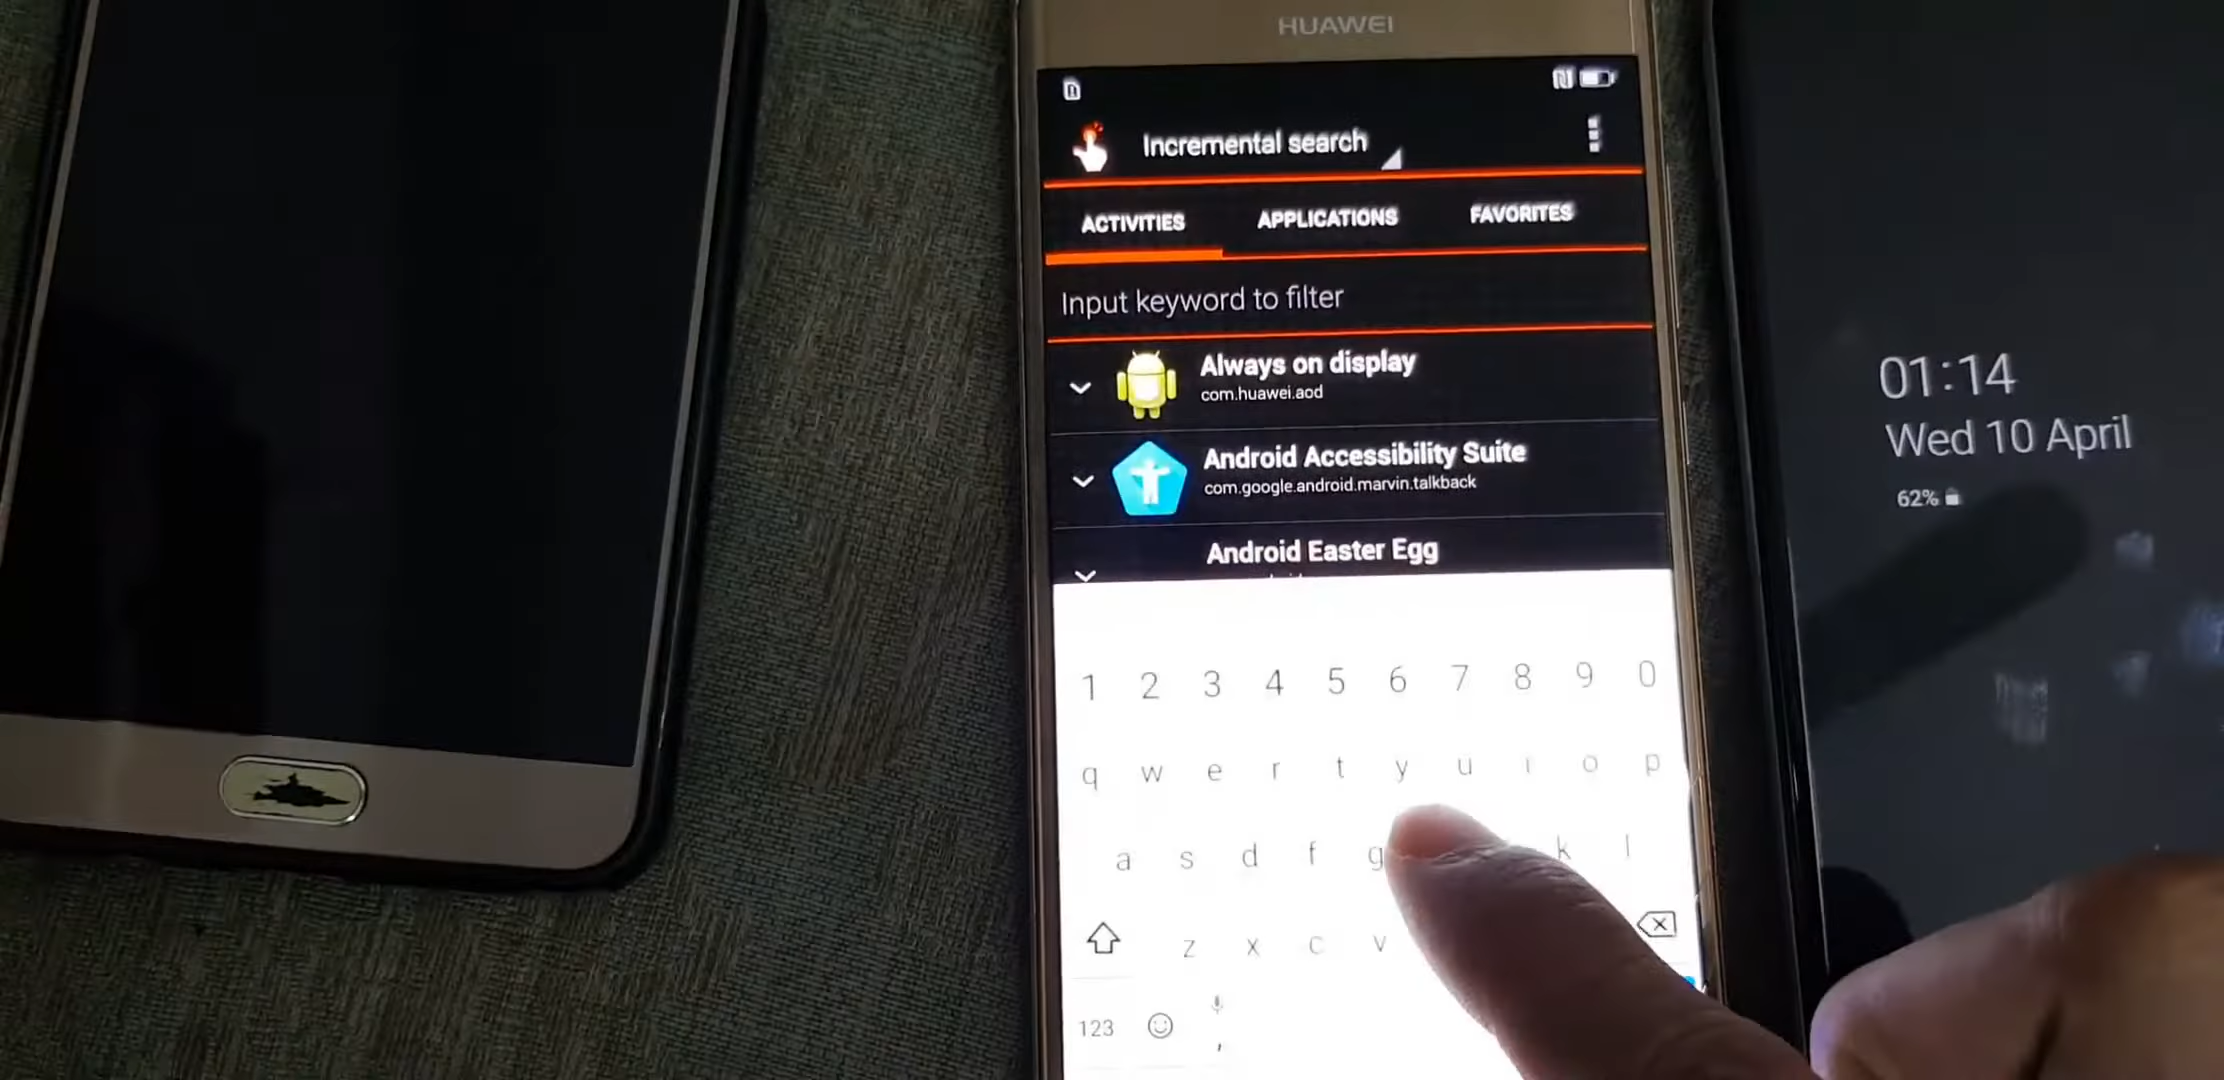 HUAWEI
Incremental search
ACTIVITIES APPLICATIONS FAVORITES
Input keyword to filter
Always on display
com.huawei.aod
Android Accessibility Suite
com.google.android.marvin.talkback
Android Easter Egg
1 2 3 4 5 6 7 8 9 0
q w e r t y u i o p
a s d f g k l
z x c v
123 ,
01:14
Wed 10 April
62%